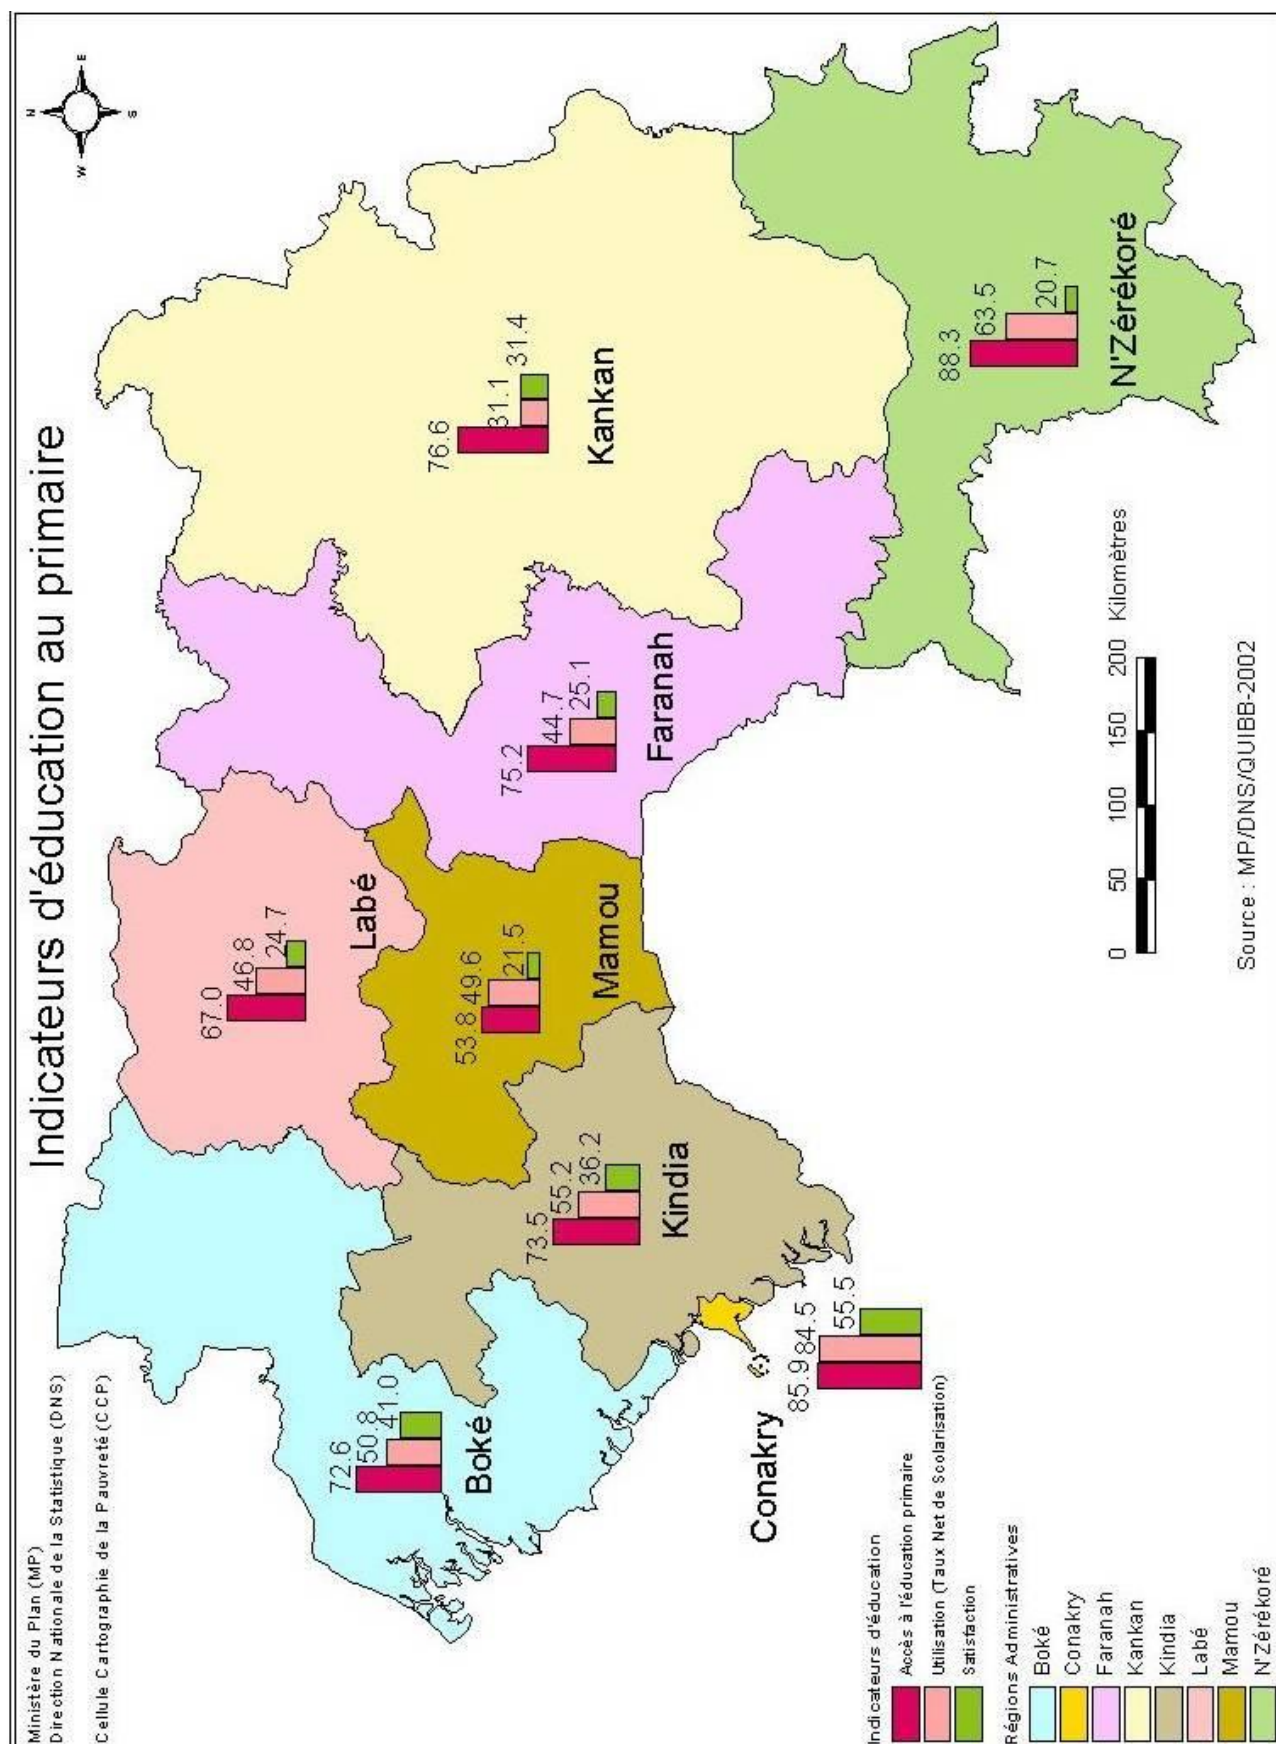 Indicateurs d'éducation au primaire
Ministère du Plan (MP)
Direction Nationale de la Statistique (DNS)
Cellule Cartographie de la Pauvreté (CCP)
N
W
E
S
72.6
50.8
41.0
Boké
67.0
46.8
24.7
Labé
53.8
49.6
21.5
Mamou
73.5
55.2
36.2
Kindia
85.9
84.5
55.5
Conakry
75.2
44.7
25.1
Faranah
76.6
31.1
31.4
Kankan
88.3
63.5
20.7
N'Zérékoré
Indicateurs d'éducation
Accès à l'éducation primaire
Utilisation (Taux Net de Scolarisation)
Satisfaction
Régions Administratives
Boké
Conakry
Faranah
Kankan
Kindia
Labé
Mamou
N'Zérékoré
0 50 100 150 200 Kilomètres
Source : MP/DNS/QUIBB-2002